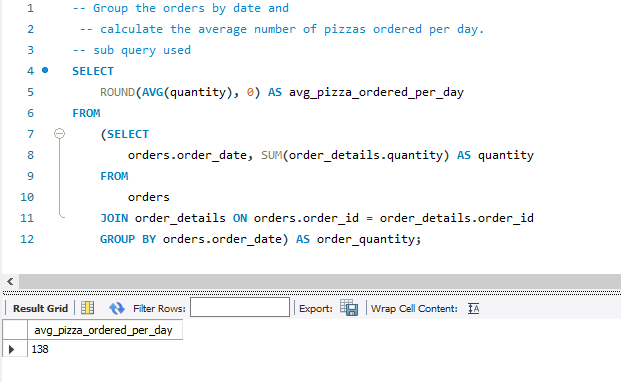 1 -- Group the orders by date and
2 -- calculate the average number of pizzas ordered per day.
3 -- sub query used
4 SELECT
5 ROUND(AVG(quantity), 0) AS avg_pizza_ordered_per_day
6 FROM
7 (SELECT
8 orders.order_date, SUM(order_details.quantity) AS quantity
9 FROM
10 orders
11 JOIN order_details ON orders.order_id = order_details.order_id
12 GROUP BY orders.order_date) AS order_quantity;
Result Grid Filter Rows: Export: Wrap Cell Content:
avg_pizza_ordered_per_day
138